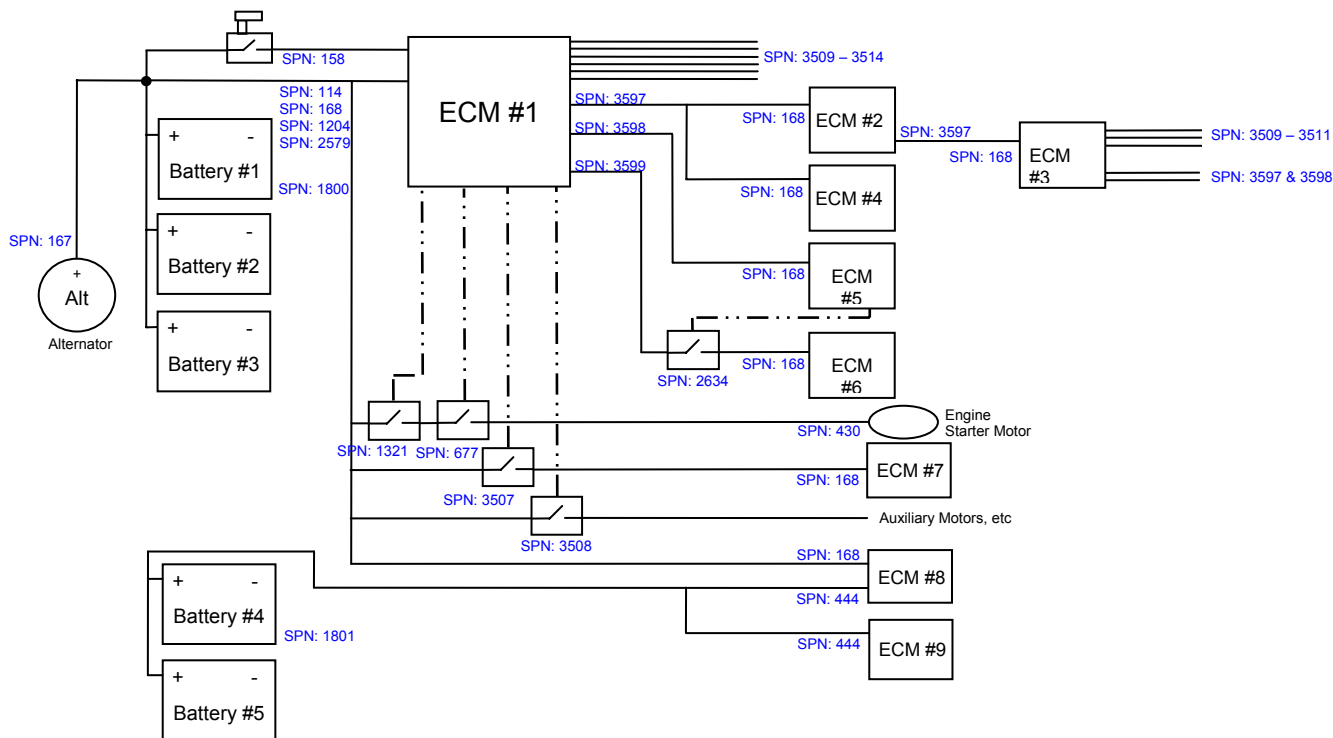 SPN: 158
ECM #1
SPN: 3509 – 3514
SPN: 114
SPN: 168
SPN: 1204
SPN: 2579
SPN: 1800
+ -
Battery #1
+ -
Battery #2
+ -
Battery #3
SPN: 167
+
Alt
Alternator
SPN: 3597
SPN: 3598
SPN: 3599
SPN: 168
ECM #2
SPN: 3597
SPN: 168
ECM
#3
SPN: 3509 – 3511
SPN: 3597 & 3598
SPN: 168
ECM #4
SPN: 168
ECM
#5
SPN: 2634
SPN: 168
ECM
#6
SPN: 1321
SPN: 677
SPN: 430
Engine
Starter Motor
SPN: 3507
SPN: 168
ECM #7
SPN: 3508
Auxiliary Motors, etc
SPN: 168
ECM #8
SPN: 444
SPN: 444
ECM #9
+ -
Battery #4
SPN: 1801
+ -
Battery #5